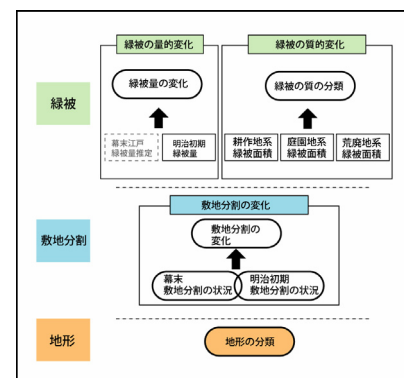 緑被の量的変化
緑被の質的変化
緑被
緑被量の変化
緑被の質の分類
幕末江戸
緑被量推定
明治初期
緑被量
耕作地系
緑被面積
庭園地系
緑被面積
荒廃地系
緑被面積
敷地分割の変化
敷地分割
敷地分割の
変化
幕末
敷地分割の状況
明治初期
敷地分割の状況
地形
地形の分類